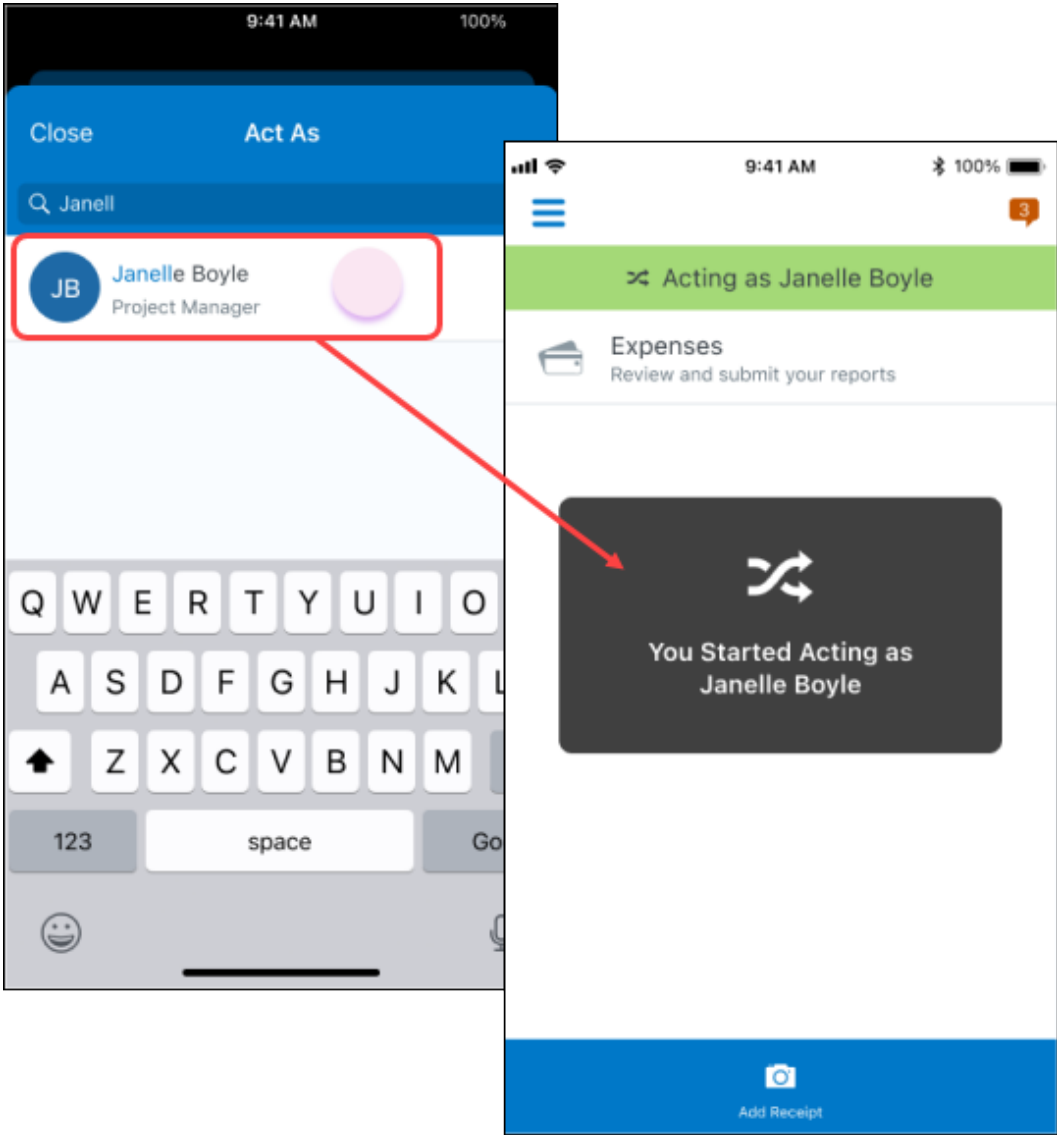 9:41 AM 100%
Close Act As
Janell
JB
Janelle Boyle
Project Manager
Q W E R T Y U I O
A S D F G H J K L
Z X C V B N M
123 space Go
9:41 AM 100%
3
Acting as Janelle Boyle
Expenses
Review and submit your reports
You Started Acting as
Janelle Boyle
Add Receipt